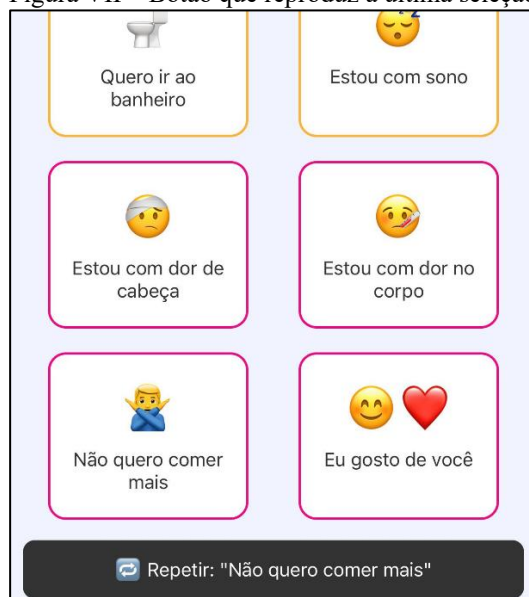 Figura VII – Botão que reproduz a última seleção
Quero ir ao
banheiro
Estou com sono
Estou com dor de
cabeça
Estou com dor no
corpo
Não quero comer
mais
Eu gosto de você
Repetir: "Não quero comer mais"